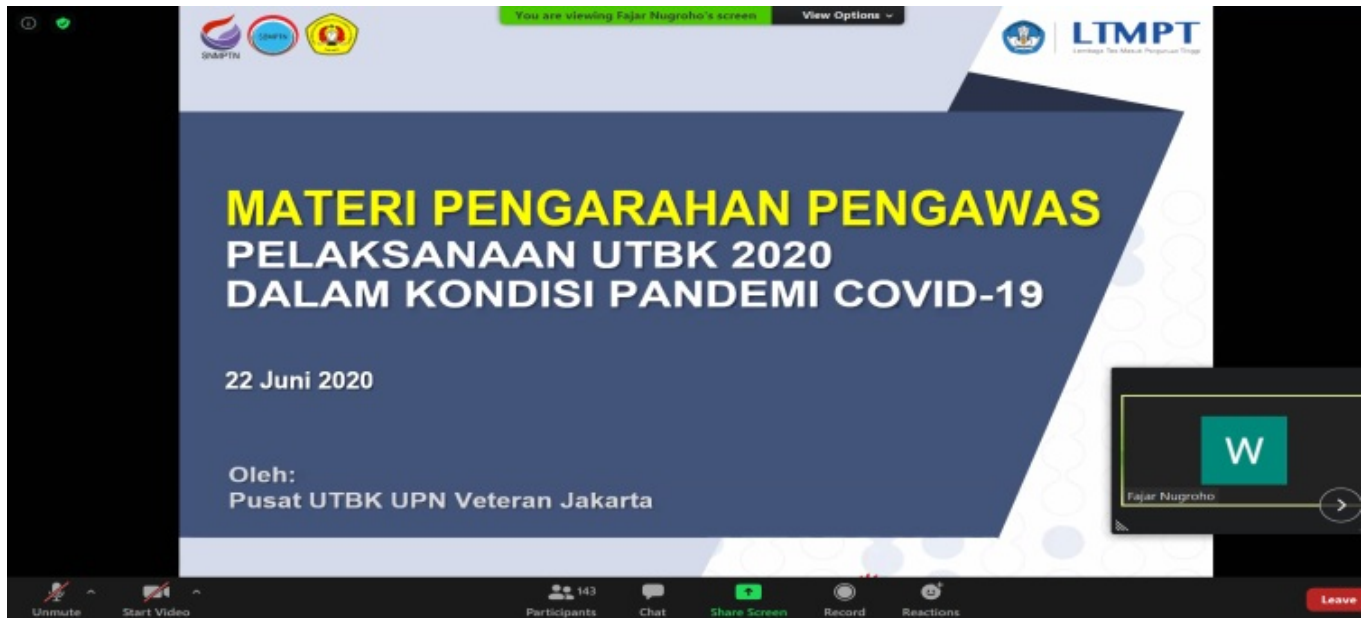 You are viewing Fajar Nugroho's screen
View Options
SNMPTN
LTMPT
Lembaga Tes Masuk Perguruan Tinggi
MATERI PENGARAHAN PENGAWAS
PELAKSANAAN UTBK 2020
DALAM KONDISI PANDEMI COVID-19
22 Juni 2020
Oleh:
Pusat UTBK UPN Veteran Jakarta
W
Fajar Nugroho
Unmute
Start Video
143
Participants
Chat
Share Screen
Record
Reactions
Leave